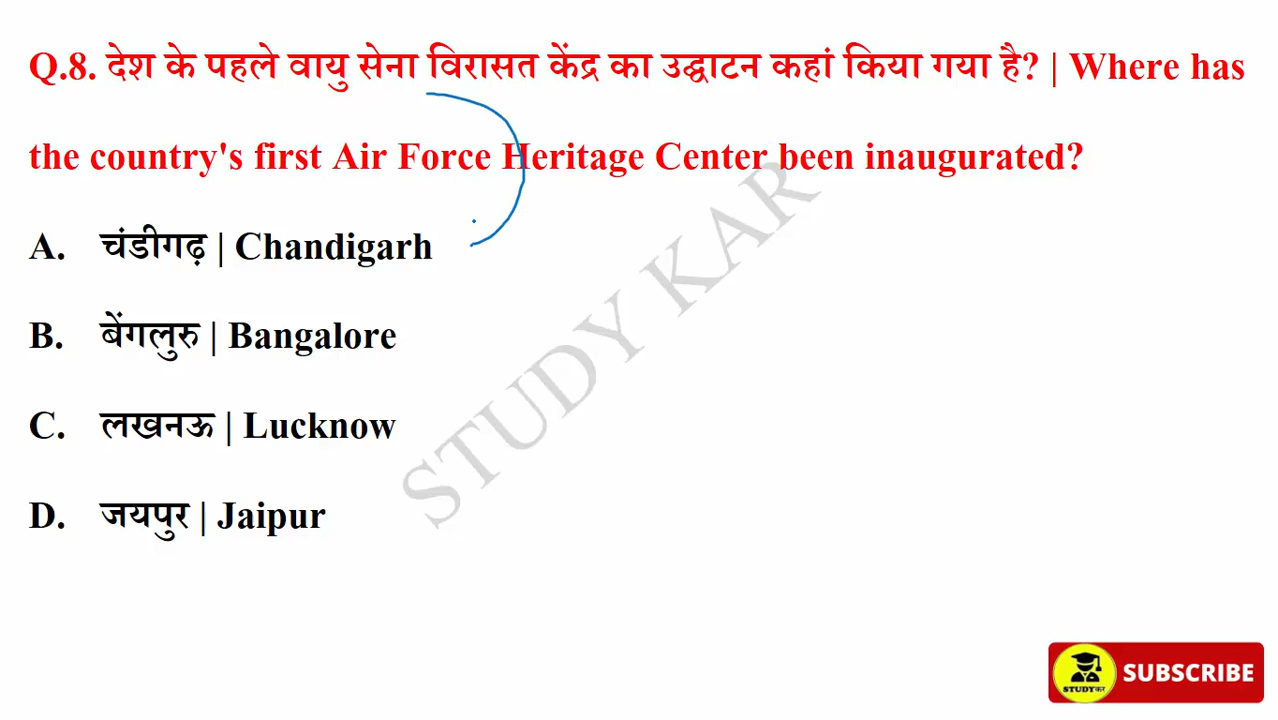 Q.8. देश के पहले वायु सेना विरासत केंद्र का उद्घाटन कहां किया गया है? | Where has
the country's first Air Force Heritage Center been inaugurated?
A. चंडीगढ़ | Chandigarh
B. बेंगलुरु | Bangalore
C. लखनऊ | Lucknow
D. जयपुर | Jaipur
STUDY KAR
STUDYकर
SUBSCRIBE